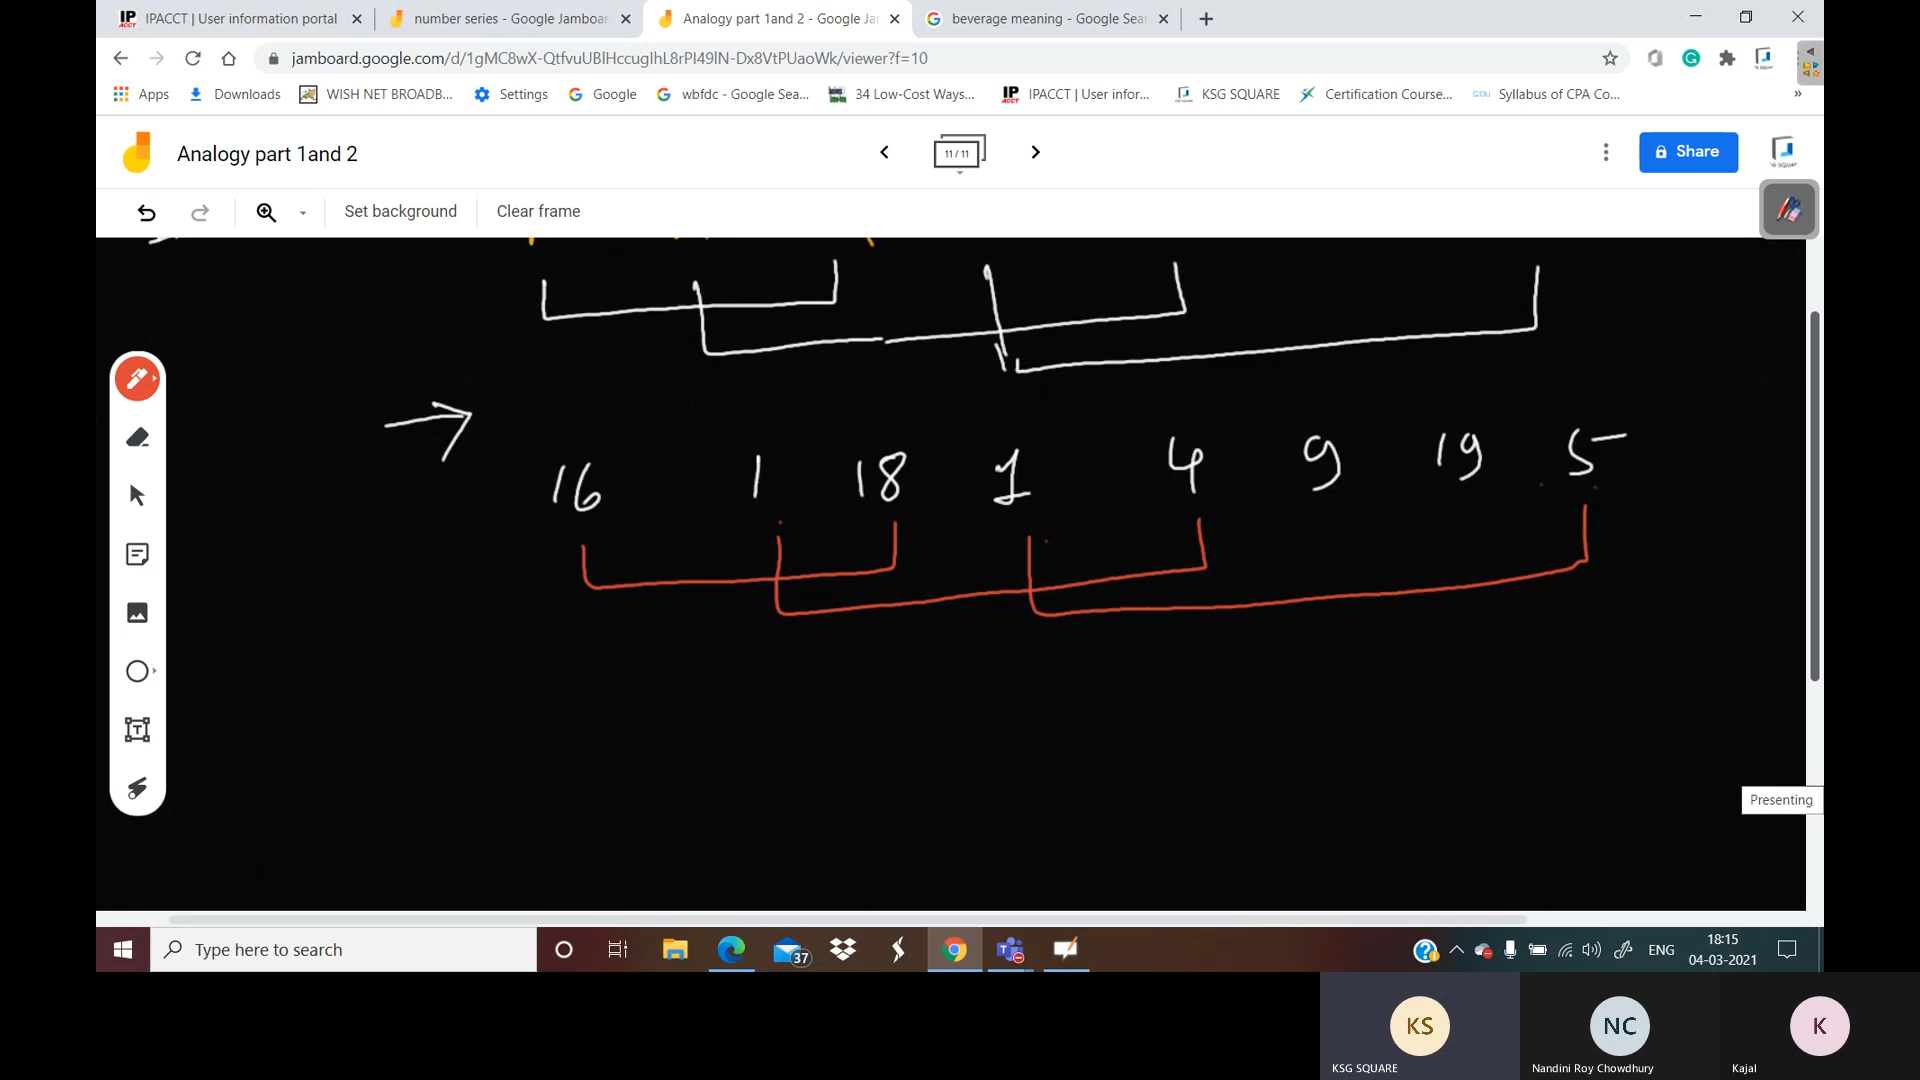 IPACCT | User information portal
number series - Google Jamboar
Analogy part 1and 2 - Google Ja
beverage meaning - Google Sea
jamboard.google.com/d/1gMC8wX-QtfvuUBlHccugIhL8rPI49lN-Dx8VtPUaoWk/viewer?f=10
Apps
Downloads
WISH NET BROADB...
Settings
Google
wbfdc - Google Sea...
34 Low-Cost Ways...
IPACCT | User infor...
KSG SQUARE
Certification Course...
Syllabus of CPA Co...
Analogy part 1and 2
11 / 11
Share
Set background
Clear frame
16 1 18 1 4 9 19 5
Presenting
Type here to search
37
ENG
18:15
04-03-2021
KS
NC
K
KSG SQUARE
Nandini Roy Chowdhury
Kajal